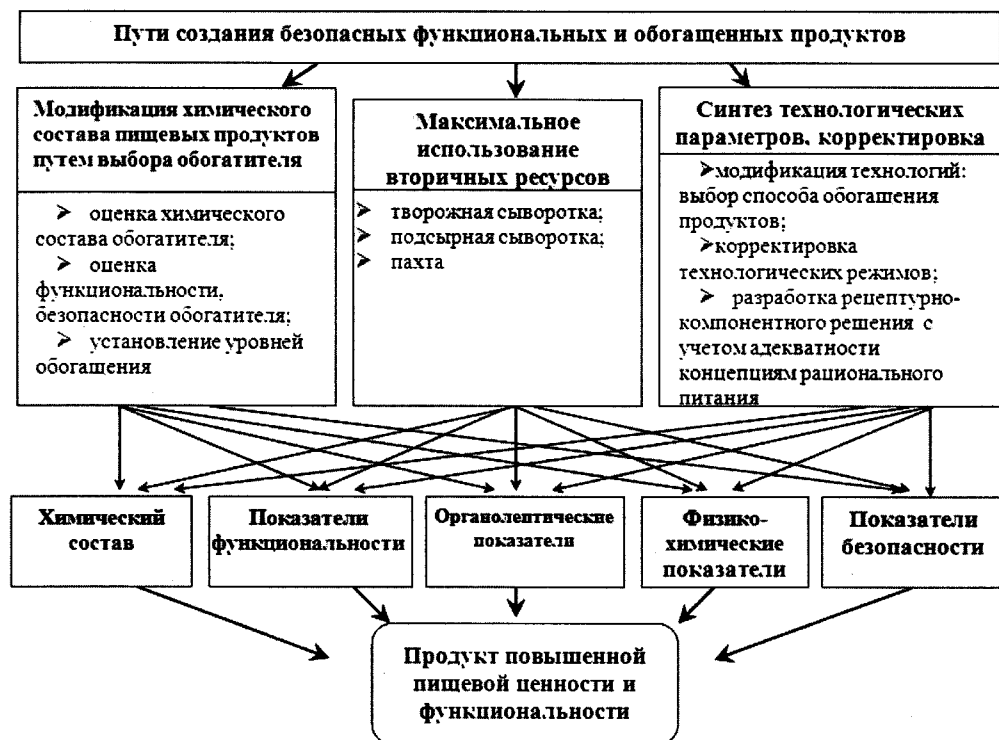 Пути создания безопасных функциональных и обогащенных продуктов
Модификация химического
состава пищевых продуктов
путем выбора обогатителя
➢ оценка химического
состава обогатителя;
➢ оценка
функциональности,
безопасности обогатителя;
➢ установление уровней
обогащения
Максимальное
использование
вторичных ресурсов
➢ творожная сыворотка;
➢ подсырная сыворотка;
➢ пахта
Синтез технологических
параметров, корректировка
➢модификация технологий:
выбор способа обогащения
продуктов;
➢корректировка
технологических режимов;
➢ разработка рецептурно-
компонентного решения с
учетом адекватности
концепциям рационального
питания
Химический
состав
Показатели
функциональности
Органолептические
показатели
Физико-
химические
показатели
Показатели
безопасности
Продукт повышенной
пищевой ценности и
функциональности